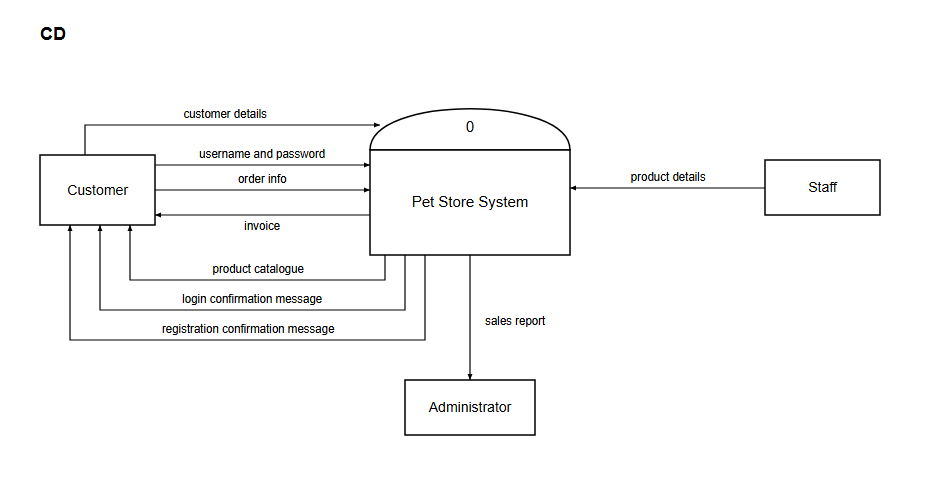 CD
customer details
0
username and password
order info
Customer
Pet Store System
product details
Staff
invoice
product catalogue
login confirmation message
registration confirmation message
sales report
Administrator